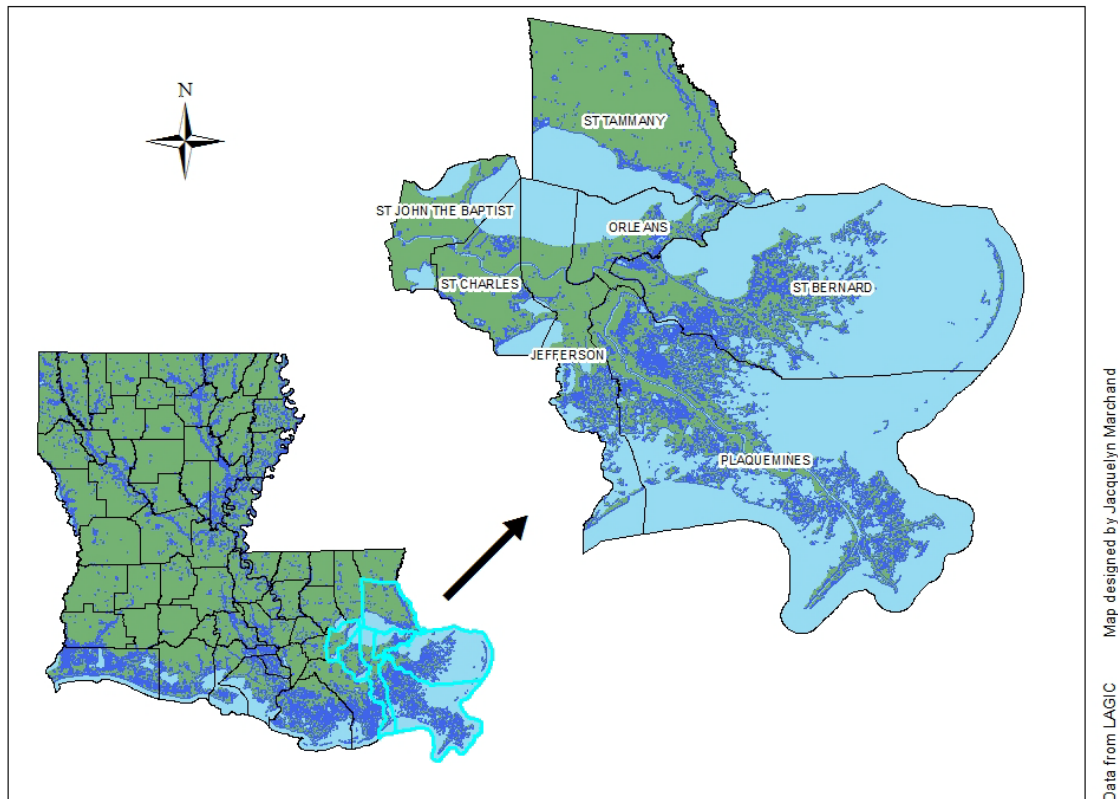 N
ST TAMMANY
ST JOHN THE BAPTIST
ORLEANS
ST CHARLES
ST BERNARD
JEFFERSON
PLAQUEMINES
Map designed by Jacquelyn Marchand
Data from LAGIC